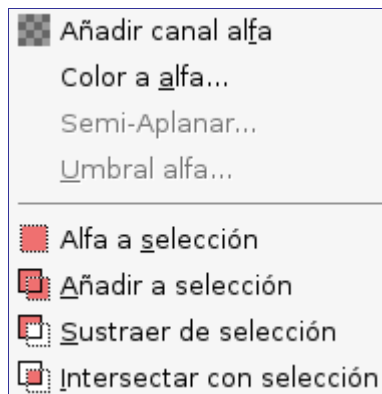 Añadir canal alfa
Color a alfa...
Semi-Aplanar...
Umbral alfa...
Alfa a selección
Añadir a selección
Sustraer de selección
Intersectar con selección